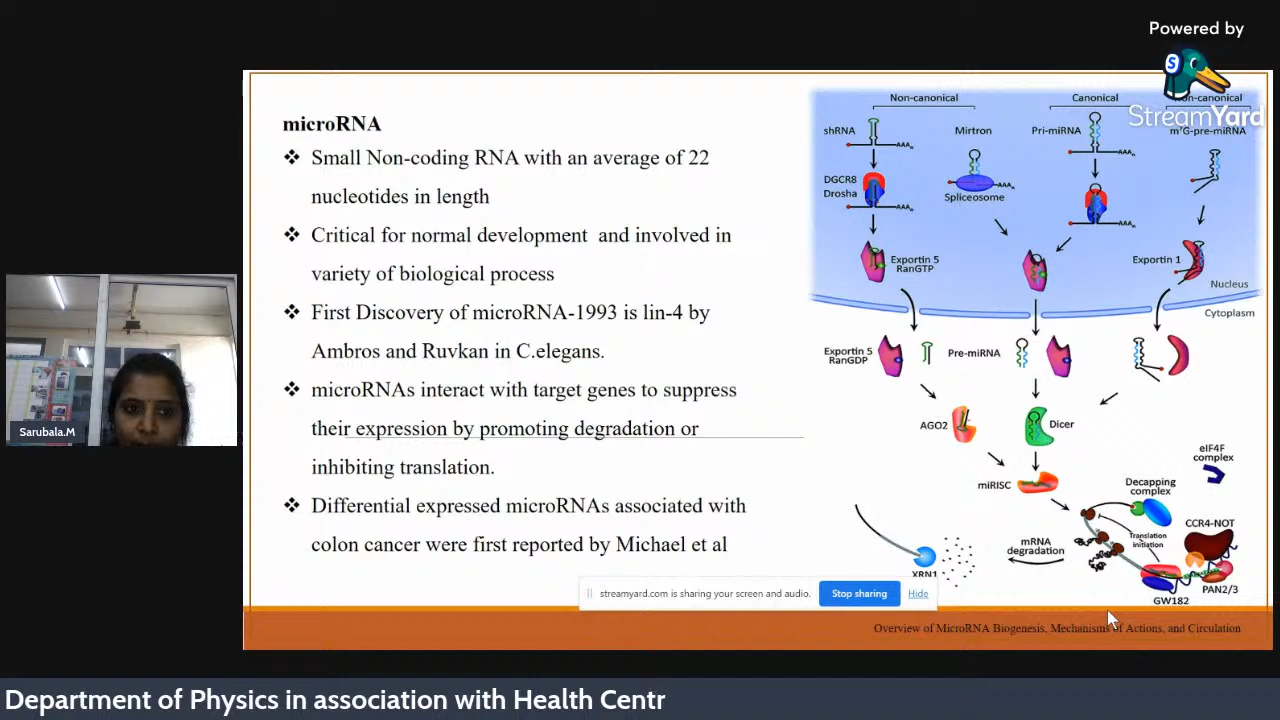 Powered by
StreamYard
microRNA
Small Non-coding RNA with an average of 22
nucleotides in length
Critical for normal development and involved in
variety of biological process
First Discovery of microRNA-1993 is lin-4 by
Ambros and Ruvkan in C.elegans.
microRNAs interact with target genes to suppress
their expression by promoting degradation or
inhibiting translation.
Differential expressed microRNAs associated with
colon cancer were first reported by Michael et al
Non-canonical
Canonical
Non-canonical
shRNA
Mirtron
Pri-miRNA
m⁷G-pre-miRNA
AAAn
AAAn
DGCR8
Drosha
AAAn
Spliceosome
AAAn
AAAn
Exportin 5
RanGTP
Exportin 1
Nucleus
Cytoplasm
Exportin 5
RanGDP
Pre-miRNA
AGO2
Dicer
miRISC
eIF4F
complex
Decapping
complex
CCR4-NOT
Translation
initiation
mRNA
degradation
XRN1
PAN2/3
GW182
streamyard.com is sharing your screen and audio.
Stop sharing
Hide
Overview of MicroRNA Biogenesis, Mechanisms of Actions, and Circulation
Sarubala.M
Department of Physics in association with Health Centr